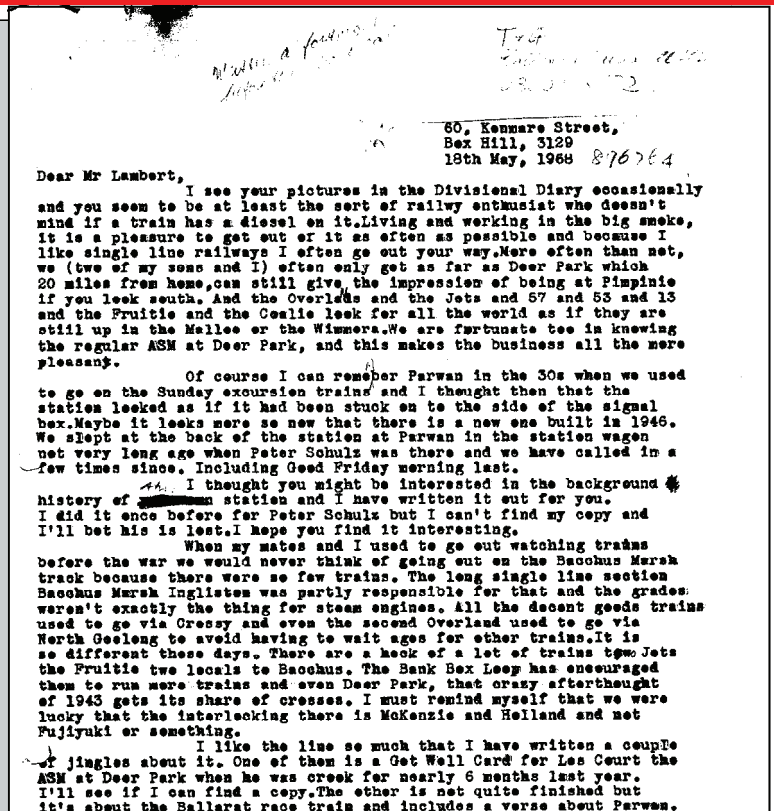 60, Kenmare Street,
Box Hill, 3129
18th May, 1968 876764
Dear Mr Lambert,
I see your pictures in the Divisional Diary occasionally
and you seem to be at least the sort of railwy enthusiat who doesn't
mind if a train has a diesel on it.Living and working in the big smoke,
it is a pleasure to get out of it as often as possible and because I
like single line railways I often go out your way.More often than not,
we (two of my sons and I) often only get as far as Deer Park which
20 miles from home,can still give the impression of being at Pimpinio
if you look south. And the Overlads and the Jets and 57 and 53 and 13
and the Fruitie and the Coalie look for all the world as if they are
still up in the Mallee or the Wimmera.We are fortunate too in knowing
the regular ASM at Deer Park, and this makes the business all the more
pleasant.
Of course I can remember Parwan in the 30s when we used
to go on the Sunday excursion trains and I thought then that the
station looked as if it had been stuck on to the side of the signal
box.Maybe it looks more so now that there is a new one built in 1946.
We slept at the back of the station at Parwan in the station wagon
not very long ago when Peter Schulz was there and we have called in a
few times since. Including Good Friday morning last.
I thought you might be interested in the background
history of the station and I have written it out for you.
I did it once before for Peter Schulz but I can't find my copy and
I'll bet his is lost.I hope you find it interesting.
When my mates and I used to go out watching trains
before the war we would never think of going out on the Bacchus Marsh
track because there were so few trains. The long single line section
Bacchus Marsh Ingliston was partly responsible for that and the grades
weren't exactly the thing for steam engines. All the decent goods trains
used to go via Cressy and even the second Overland used to go via
North Geelong to avoid having to wait ages for other trains.It is
so different these days. There are a heck of a lot of trains two Jets
the Fruitie two locals to Bacchus. The Bank Box Loop has encouraged
them to run more trains and even Deer Park, that crazy afterthought
of 1943 gets its share of crosses. I must remind myself that we were
lucky that the interlocking there is McKenzie and Holland and not
Fujiyuki or something.
I like the line so much that I have written a couple
of jingles about it. One of them is a Get Well Card for Les Court the
ASM at Deer Park when he was crook for nearly 6 months last year.
I'll see if I can find a copy.The other is not quite finished but
it's about the Ballarat race train and includes a verse about Parwan.